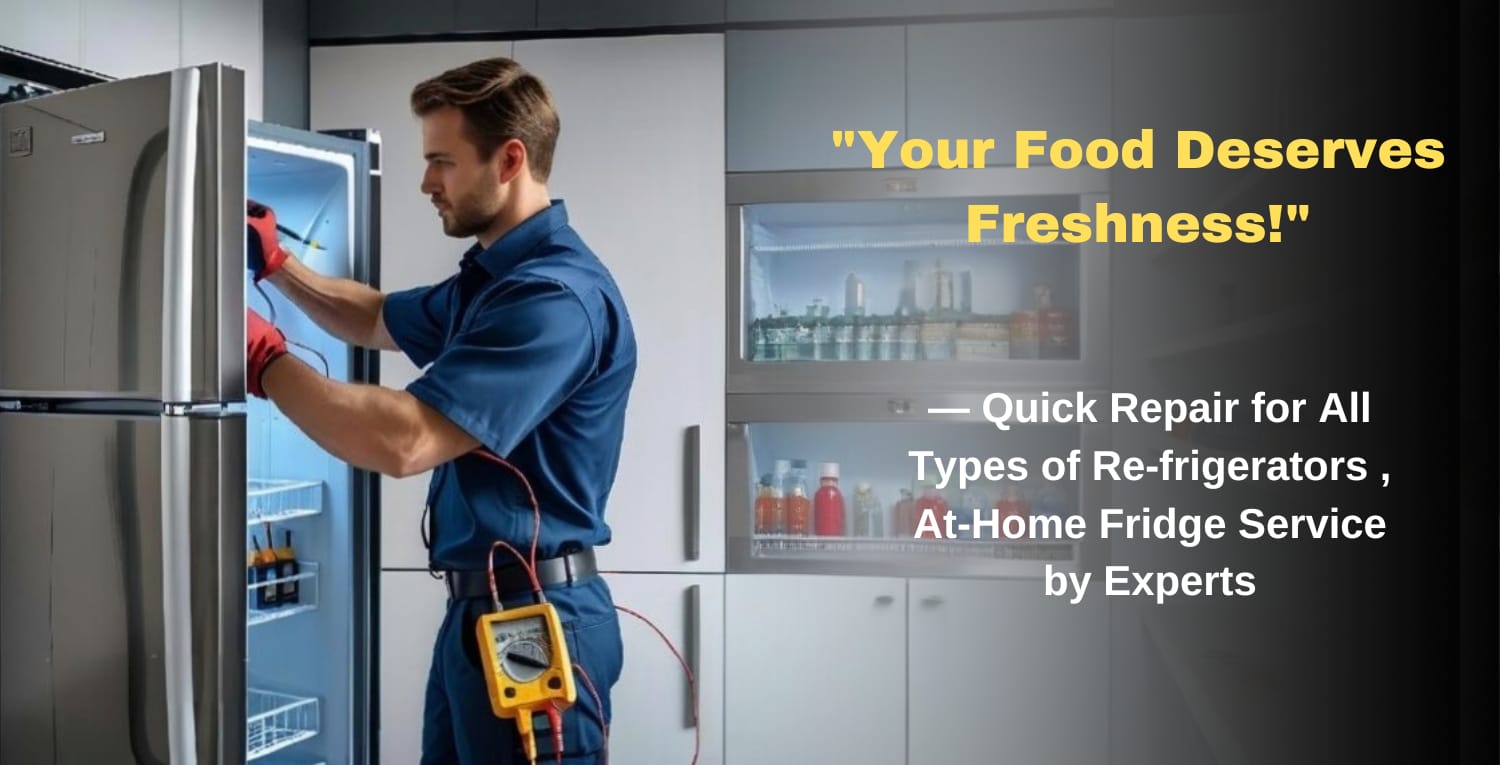 "Your Food Deserves
Freshness!"
— Quick Repair for All
Types of Re-frigerators ,
At-Home Fridge Service
by Experts